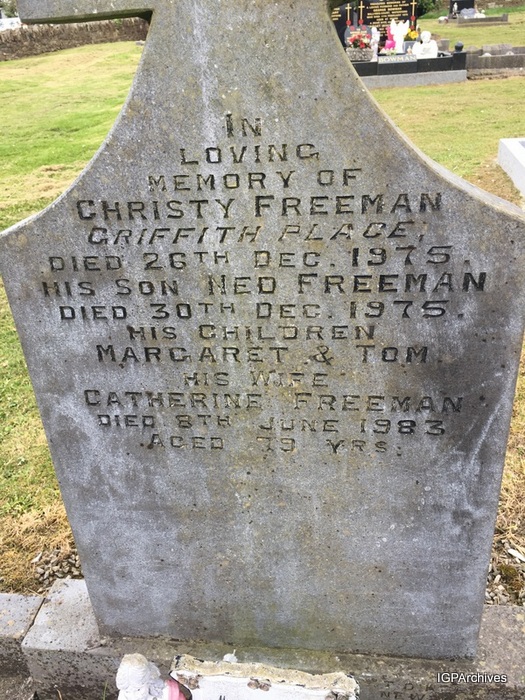 BOWMAN
IN
LOVING
MEMORY OF
CHRISTY FREEMAN
GRIFFITH PLACE,
DIED 26TH DEC. 1975.
HIS SON NED FREEMAN
DIED 30TH DEC. 1975.
HIS CHILDREN
MARGARET & TOM.
HIS WIFE
CATHERINE FREEMAN
DIED 8TH JUNE 1983
AGED 79 YRS.
IGPArchives